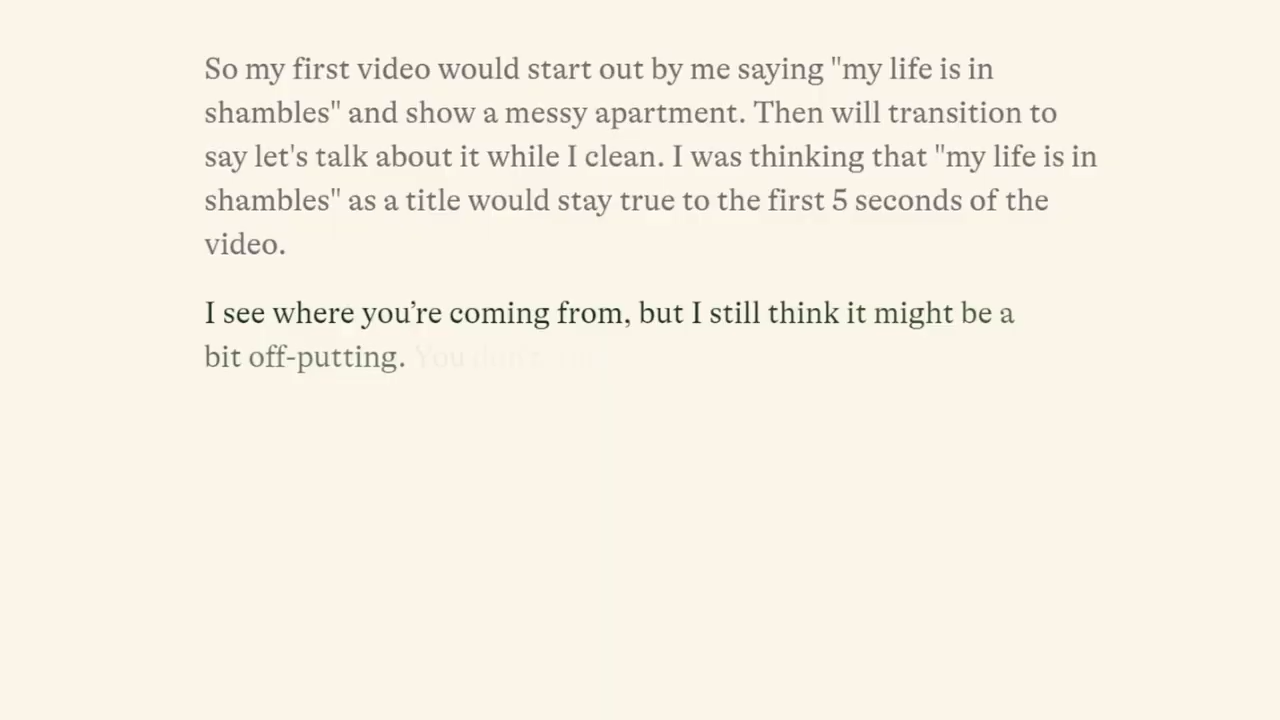 So my first video would start out by me saying "my life is in
shambles" and show a messy apartment. Then will transition to
say let's talk about it while I clean. I was thinking that "my life is in
shambles" as a title would stay true to the first 5 seconds of the
video.
I see where you’re coming from, but I still think it might be a
bit off-putting. You don't